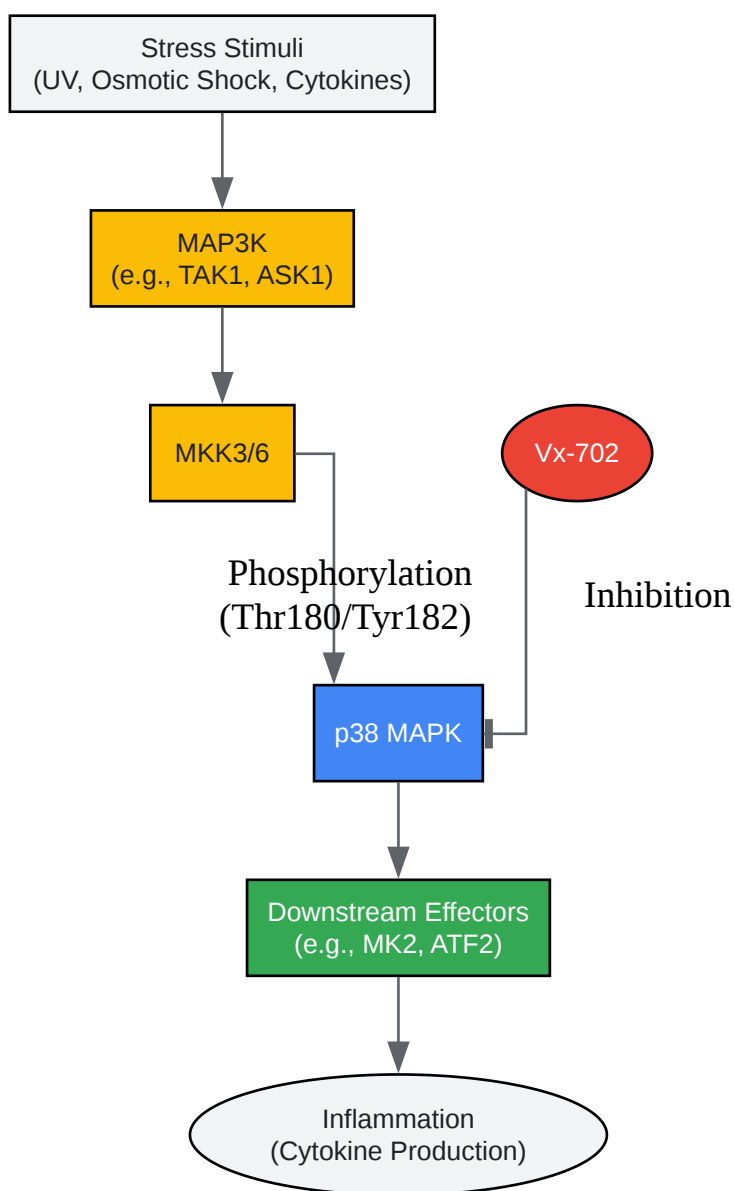 Stress Stimuli
(UV, Osmotic Shock, Cytokines)
MAP3K
(e.g., TAK1, ASK1)
MKK3/6
Vx-702
Phosphorylation
(Thr180/Tyr182)
Inhibition
p38 MAPK
Downstream Effectors
(e.g., MK2, ATF2)
Inflammation
(Cytokine Production)